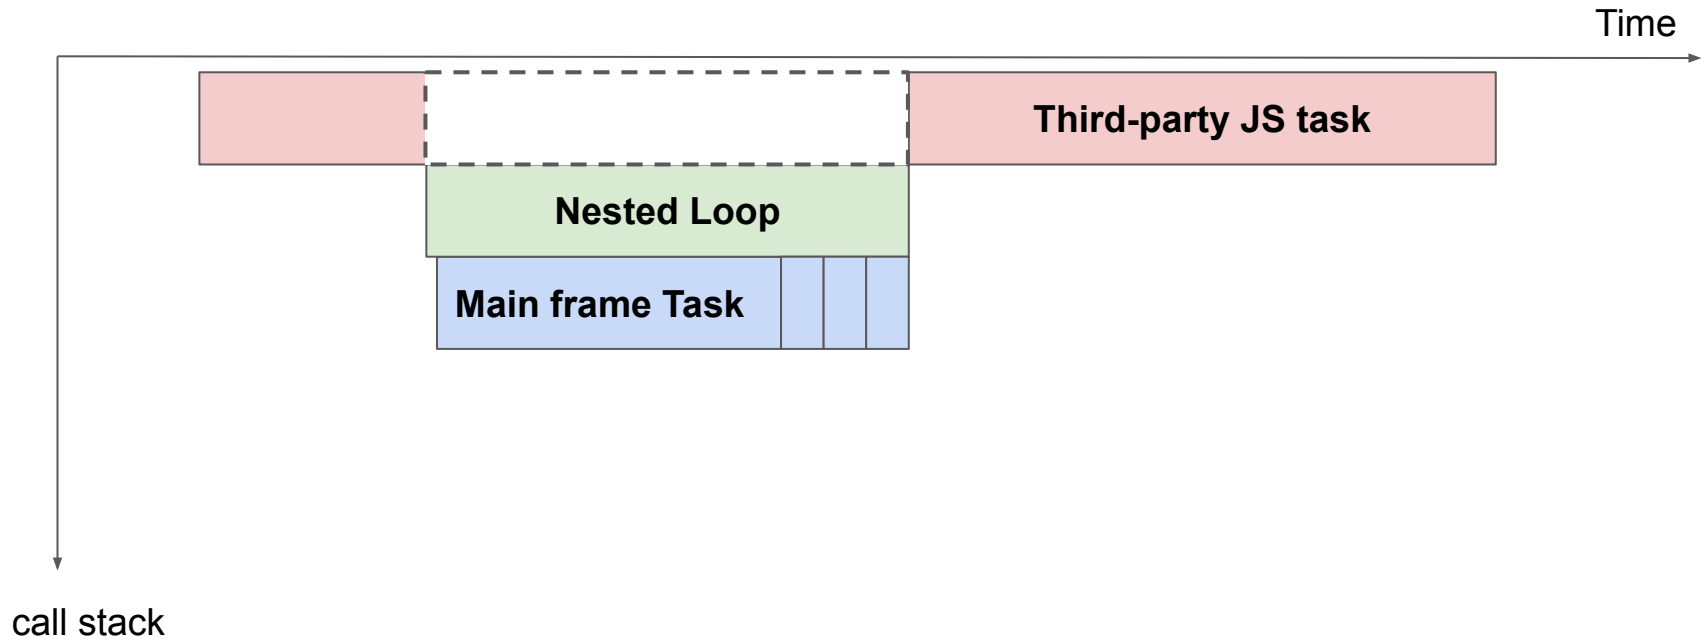 Time
Third-party JS task
Nested Loop
Main frame Task
call stack